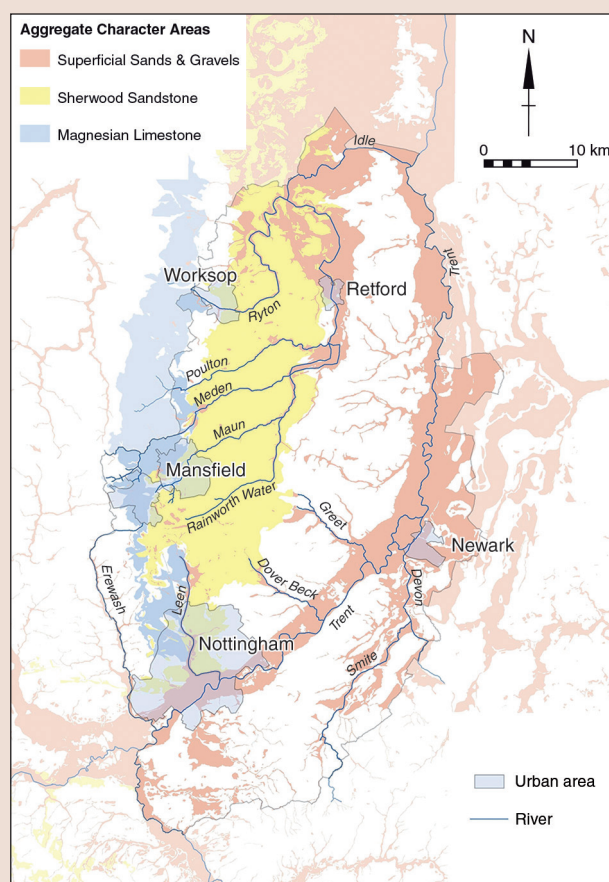 Aggregate Character Areas
Superficial Sands & Gravels
Sherwood Sandstone
Magnesian Limestone
N
0 10 km
Idle
Trent
Worksop
Retford
Ryton
Poulton
Meden
Maun
Mansfield
Rainworth Water
Greet
Newark
Erewash
Leen
Dover Beck
Devon
Trent
Nottingham
Smite
Urban area
River